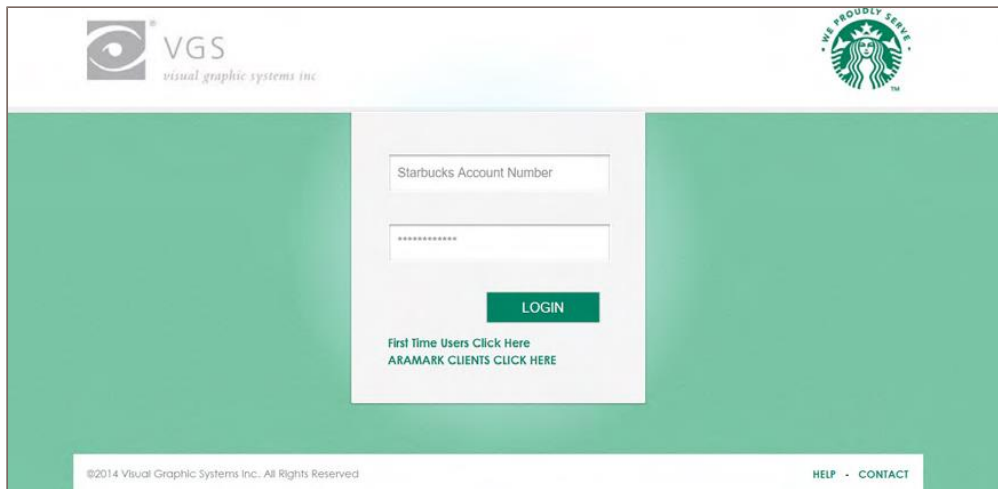 VGS
visual graphic systems inc
WE PROUDLY SERVE
TM
Starbucks Account Number
************
LOGIN
First Time Users Click Here
ARAMARK CLIENTS CLICK HERE
©2014 Visual Graphic Systems Inc. All Rights Reserved
HELP - CONTACT